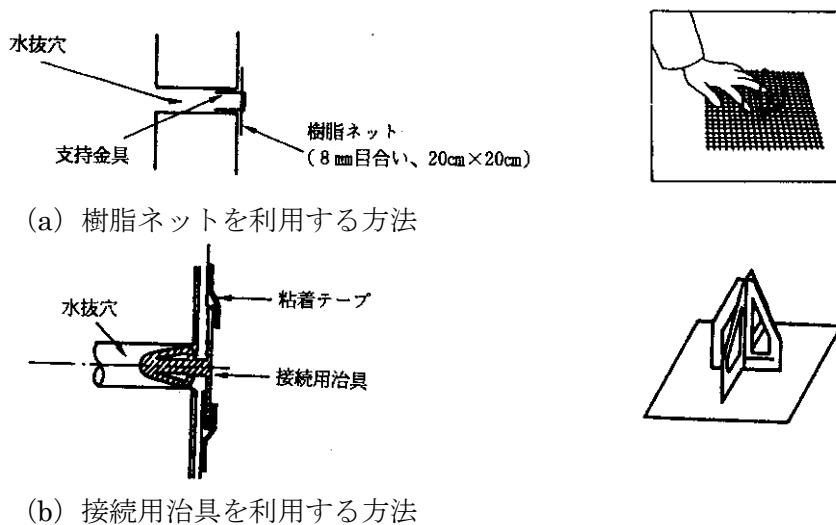 水抜穴
支持金具
樹脂ネット
(8㎜目合い、20㎝×20㎝)
(a) 樹脂ネットを利用する方法
水抜穴
粘着テープ
接続用治具
(b) 接続用治具を利用する方法